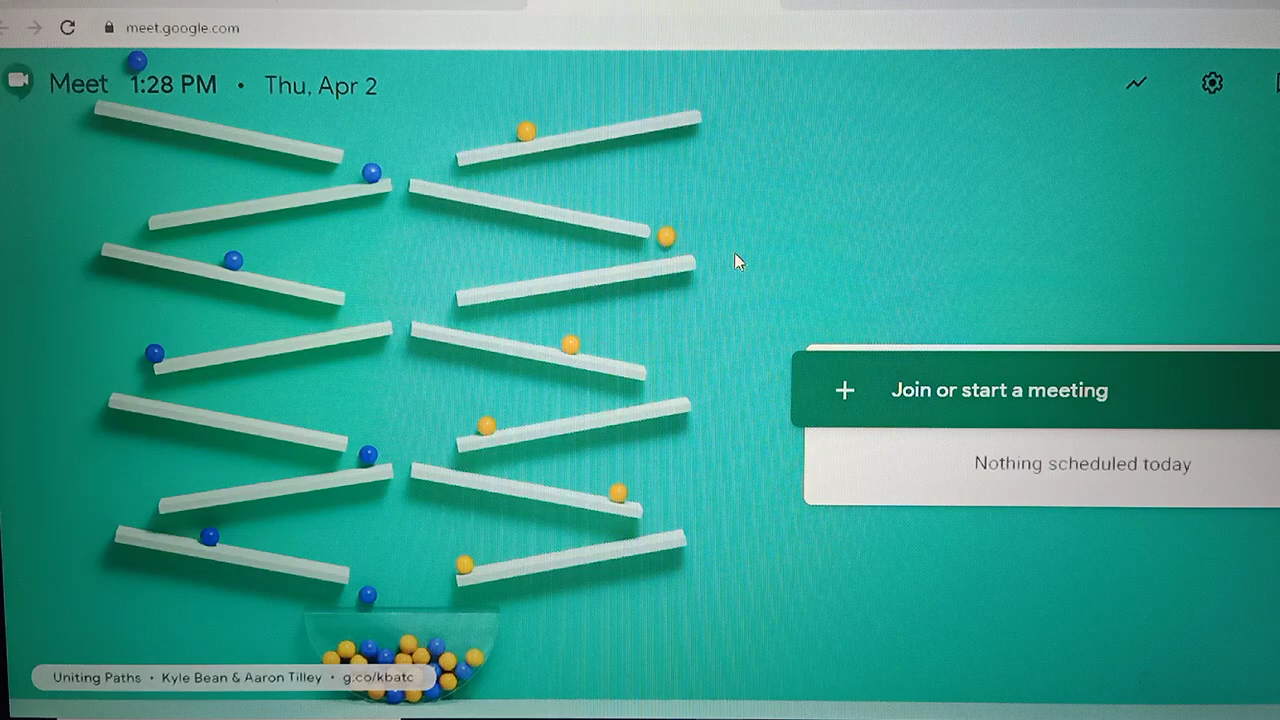 meet.google.com
Meet 1:28 PM • Thu, Apr 2
+ Join or start a meeting
Nothing scheduled today
Uniting Paths • Kyle Bean & Aaron Tilley • g.co/kbatc